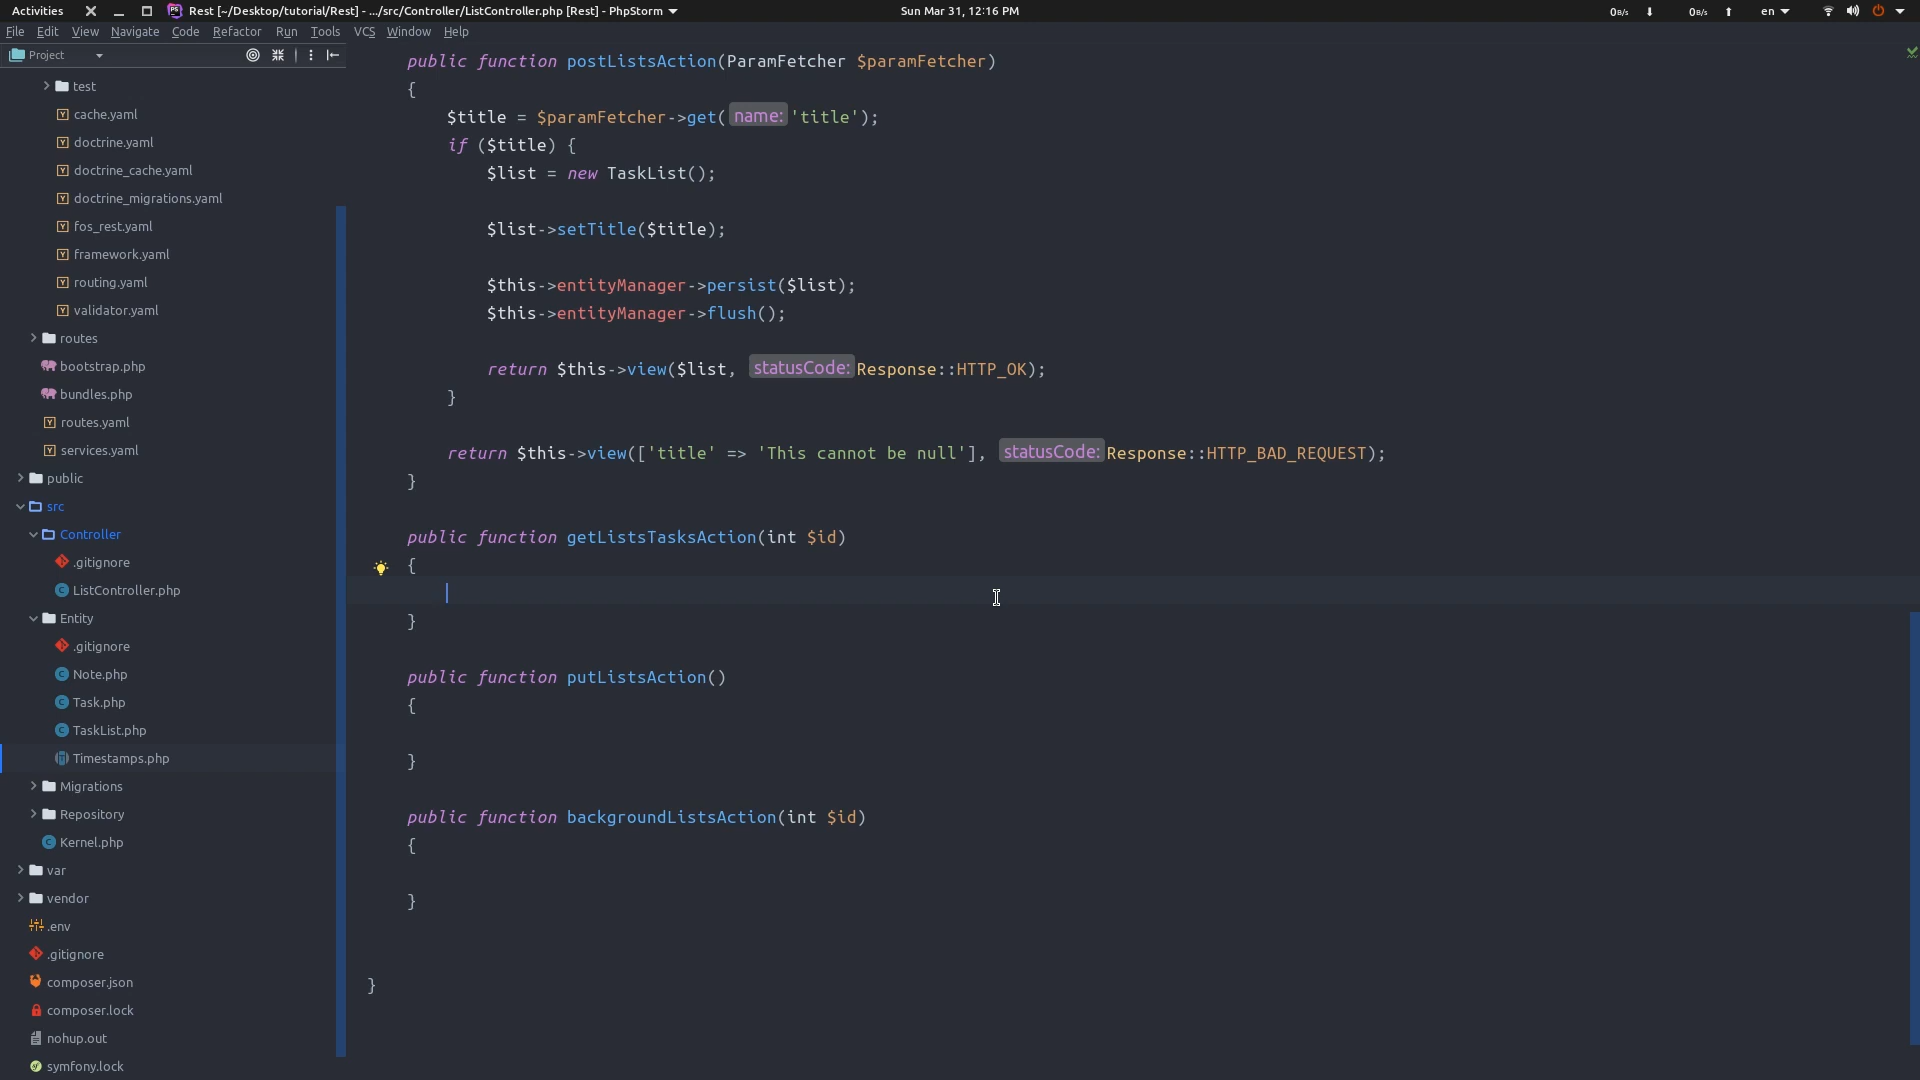 Activities Rest [~/Desktop/tutorial/Rest] - .../src/Controller/ListController.php [Rest] - PhpStorm Sun Mar 31, 12:16 PM 0B/s 0B/s en
File Edit View Navigate Code Refactor Run Tools VCS Window Help
Project
test
cache.yaml
doctrine.yaml
doctrine_cache.yaml
doctrine_migrations.yaml
fos_rest.yaml
framework.yaml
routing.yaml
validator.yaml
routes
bootstrap.php
bundles.php
routes.yaml
services.yaml
public
src
Controller
.gitignore
ListController.php
Entity
.gitignore
Note.php
Task.php
TaskList.php
Timestamps.php
Migrations
Repository
Kernel.php
var
vendor
.env
.gitignore
composer.json
composer.lock
nohup.out
symfony.lock
public function postListsAction(ParamFetcher $paramFetcher)
{
$title = $paramFetcher->get( name: 'title');
if ($title) {
$list = new TaskList();
$list->setTitle($title);
$this->entityManager->persist($list);
$this->entityManager->flush();
return $this->view($list, statusCode: Response::HTTP_OK);
}
return $this->view(['title' => 'This cannot be null'], statusCode: Response::HTTP_BAD_REQUEST);
}
public function getListsTasksAction(int $id)
{
}
public function putListsAction()
{
}
public function backgroundListsAction(int $id)
{
}
}